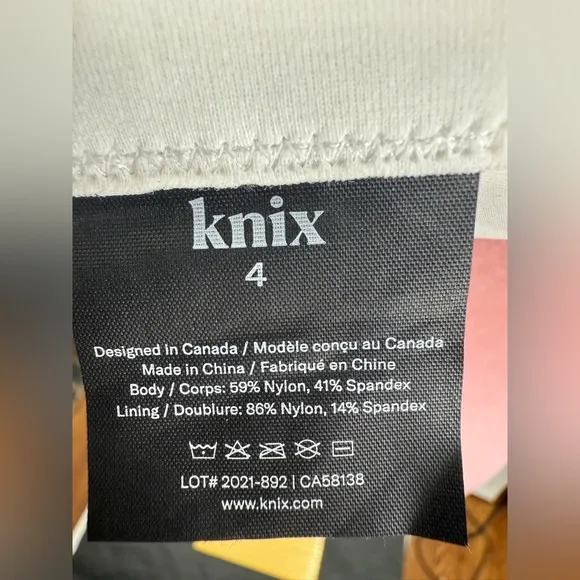 knix
4
Designed in Canada / Modèle conçu au Canada
Made in China / Fabriqué en Chine
Body / Corps: 59% Nylon, 41% Spandex
Lining / Doublure: 86% Nylon, 14% Spandex
LOT# 2021-892 | CA58138
www.knix.com